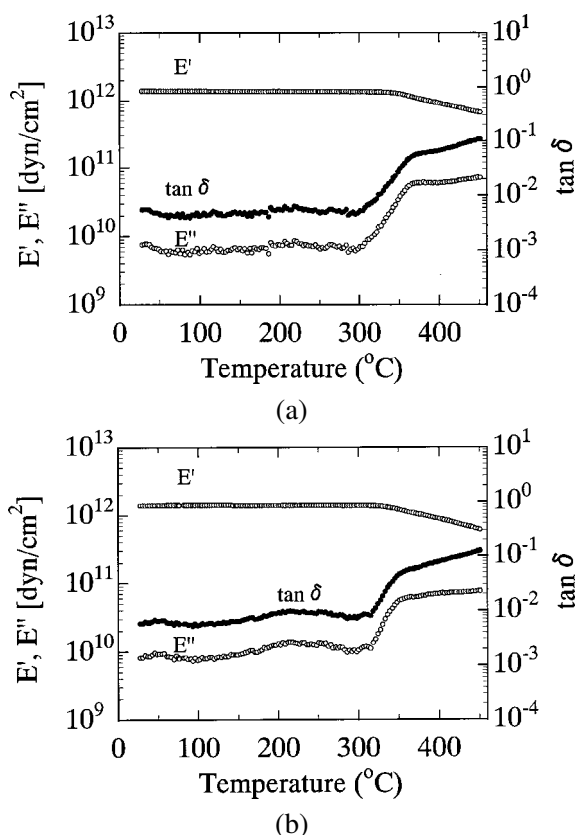 10^13 10^1
E'
10^12 10^0
10^11 10^-1
tan δ
10^-2
E"
10^10 10^-3
10^9 10^-4
E', E" [dyn/cm^2]
tan δ
0 100 200 300 400
Temperature (°C)
(a)
10^13 10^1
E'
10^12 10^0
10^11 10^-1
tan δ
10^-2
E"
10^10 10^-3
10^9 10^-4
E', E" [dyn/cm^2]
tan δ
0 100 200 300 400
Temperature (°C)
(b)